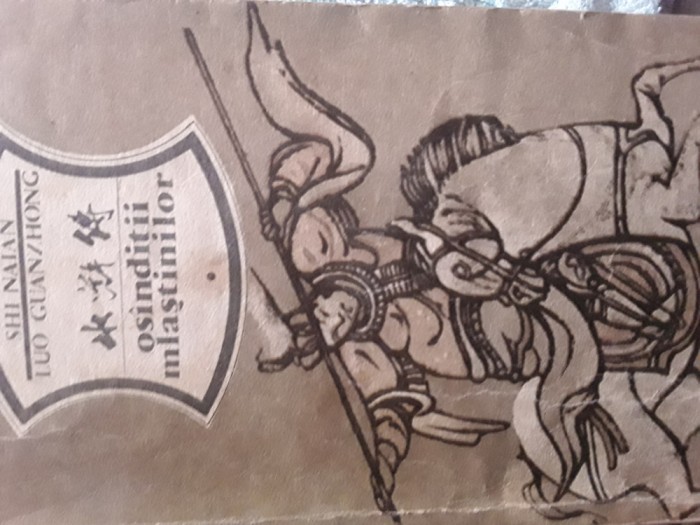 SHI NAIAN
LUO GUANZHONG
水浒传
osîndiții
mlaștinilor